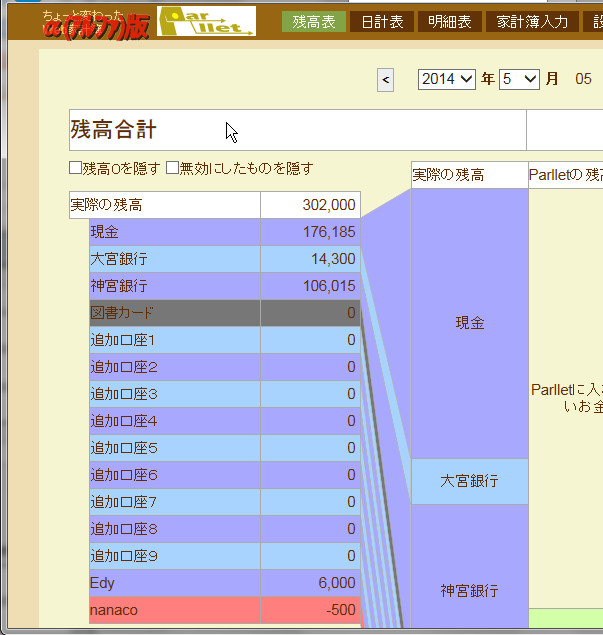 ちょーと変わった
α(アルファ)版
Parllet
残高表 日計表 明細表 家計簿入力
< 2014 年 5 月 05
残高合計
残高0を隠す 無効にしたものを隠す
実際の残高 302,000
現金 176,185
大宮銀行 14,300
神宮銀行 106,015
図書カード 0
追加口座1 0
追加口座2 0
追加口座3 0
追加口座4 0
追加口座5 0
追加口座6 0
追加口座7 0
追加口座8 0
追加口座9 0
Edy 6,000
nanaco -500
実際の残高 Parlletの残
現金
大宮銀行
神宮銀行
Parlletに入
いお金